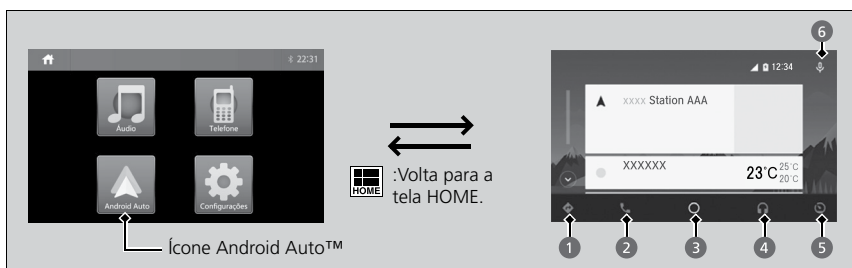 22:31
Áudio
Telefone
Android Auto
Configurações
Ícone Android Auto™
HOME
:Volta para a
tela HOME.
6
12:34
xxxx Station AAA
XXXXXX
23°C
25°C
20°C
1
2
3
4
5